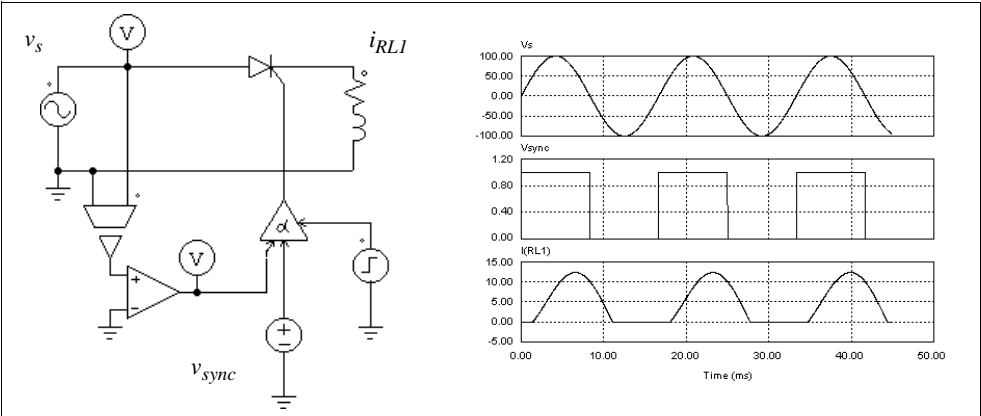 v_s
V
i_RL1
+
−
V
α
+
−
v_sync
Vs
100.00
50.00
0.00
-50.00
-100.00
Vsync
1.20
0.80
0.40
0.00
I(RL1)
15.00
10.00
5.00
0.00
-5.00
0.00 10.00 20.00 30.00 40.00 50.00
Time (ms)